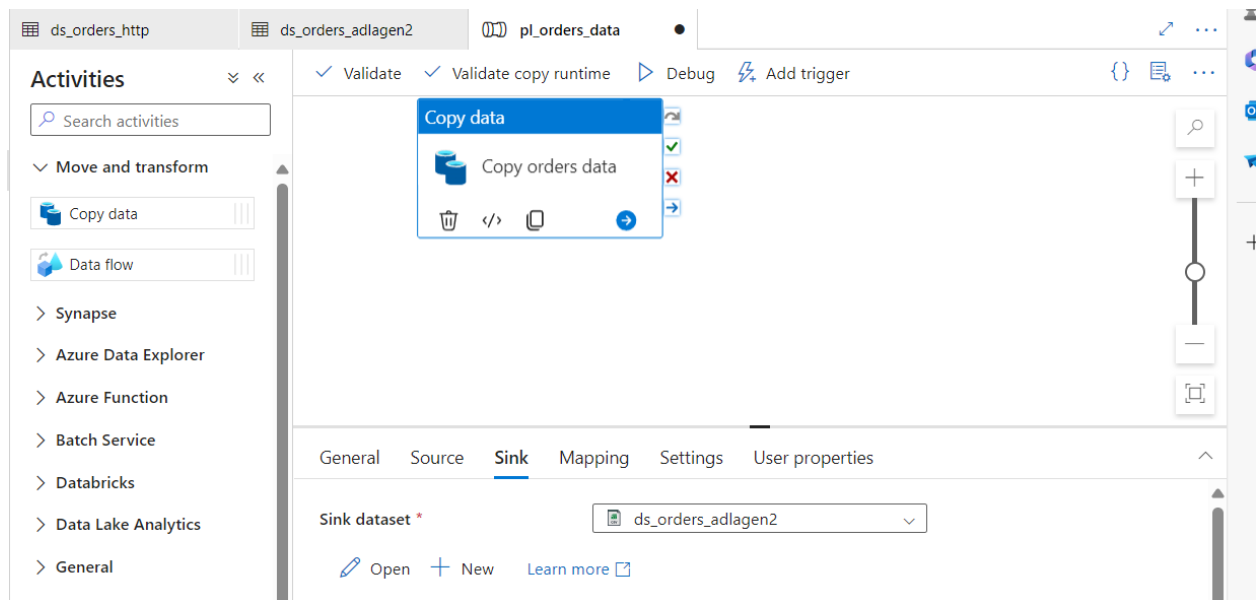 ds_orders_http
ds_orders_adlagen2
pl_orders_data
Activities
Validate
Validate copy runtime
Debug
Add trigger
Search activities
Move and transform
Copy data
Data flow
Synapse
Azure Data Explorer
Azure Function
Batch Service
Databricks
Data Lake Analytics
General
Copy data
Copy orders data
General
Source
Sink
Mapping
Settings
User properties
Sink dataset *
ds_orders_adlagen2
Open
New
Learn more